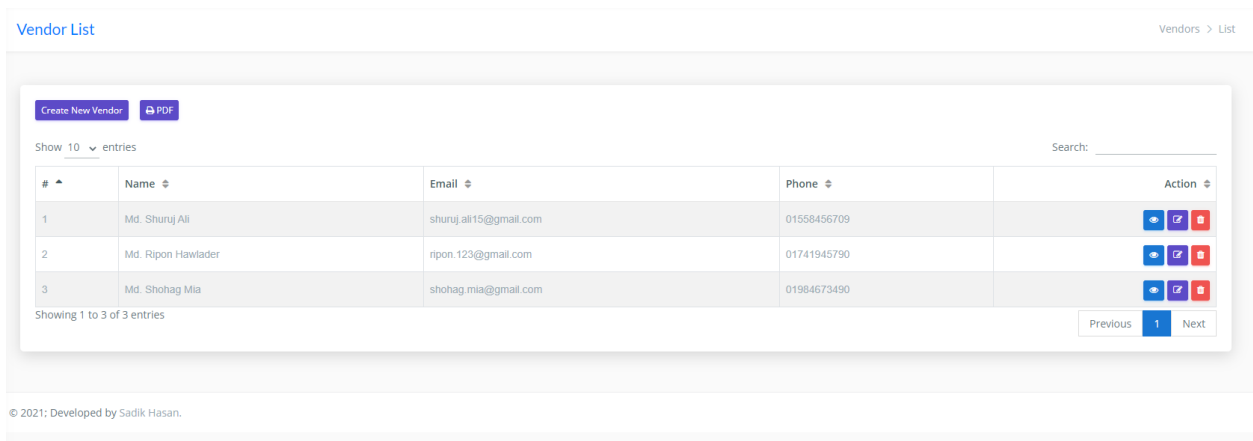 Vendor List
Vendors > List
Create New Vendor PDF
Show 10 entries
Search:
# Name Email Phone Action
1 Md. Shuruj Ali shuruj.ali15@gmail.com 01558456709
2 Md. Ripon Hawlader ripon.123@gmail.com 01741945790
3 Md. Shohag Mia shohag.mia@gmail.com 01984673490
Showing 1 to 3 of 3 entries
Previous 1 Next
© 2021; Developed by Sadik Hasan.